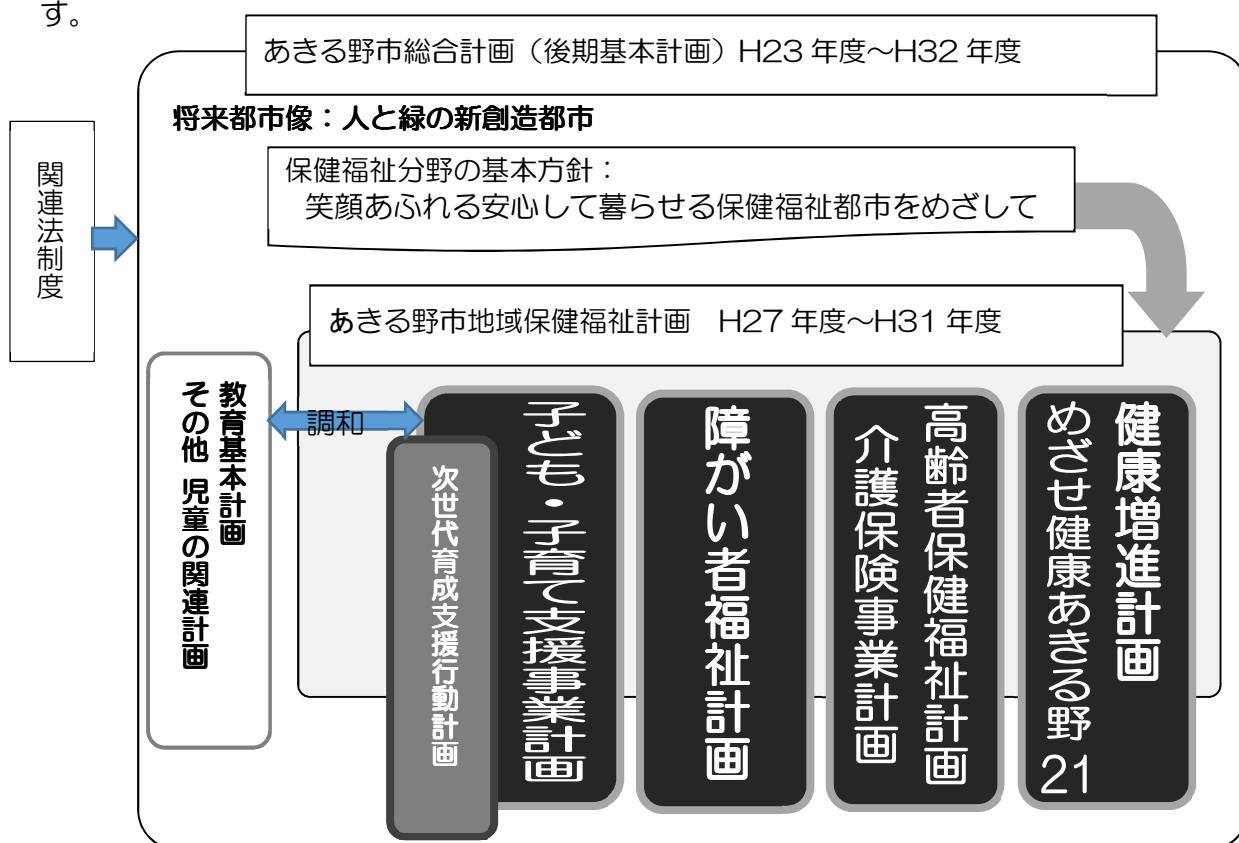 す。
あきる野市総合計画（後期基本計画）H23 年度～H32 年度
将来都市像：人と緑の新創造都市
関連法制度
保健福祉分野の基本方針：
笑顔あふれる安心して暮らせる保健福祉都市をめざして
あきる野市地域保健福祉計画　H27 年度～H31 年度
教育基本計画
その他 児童の関連計画
調和
子ども・子育て支援事業計画
次世代育成支援行動計画
障がい者福祉計画
高齢者保健福祉計画
介護保険事業計画
健康増進計画
めざせ健康あきる野21